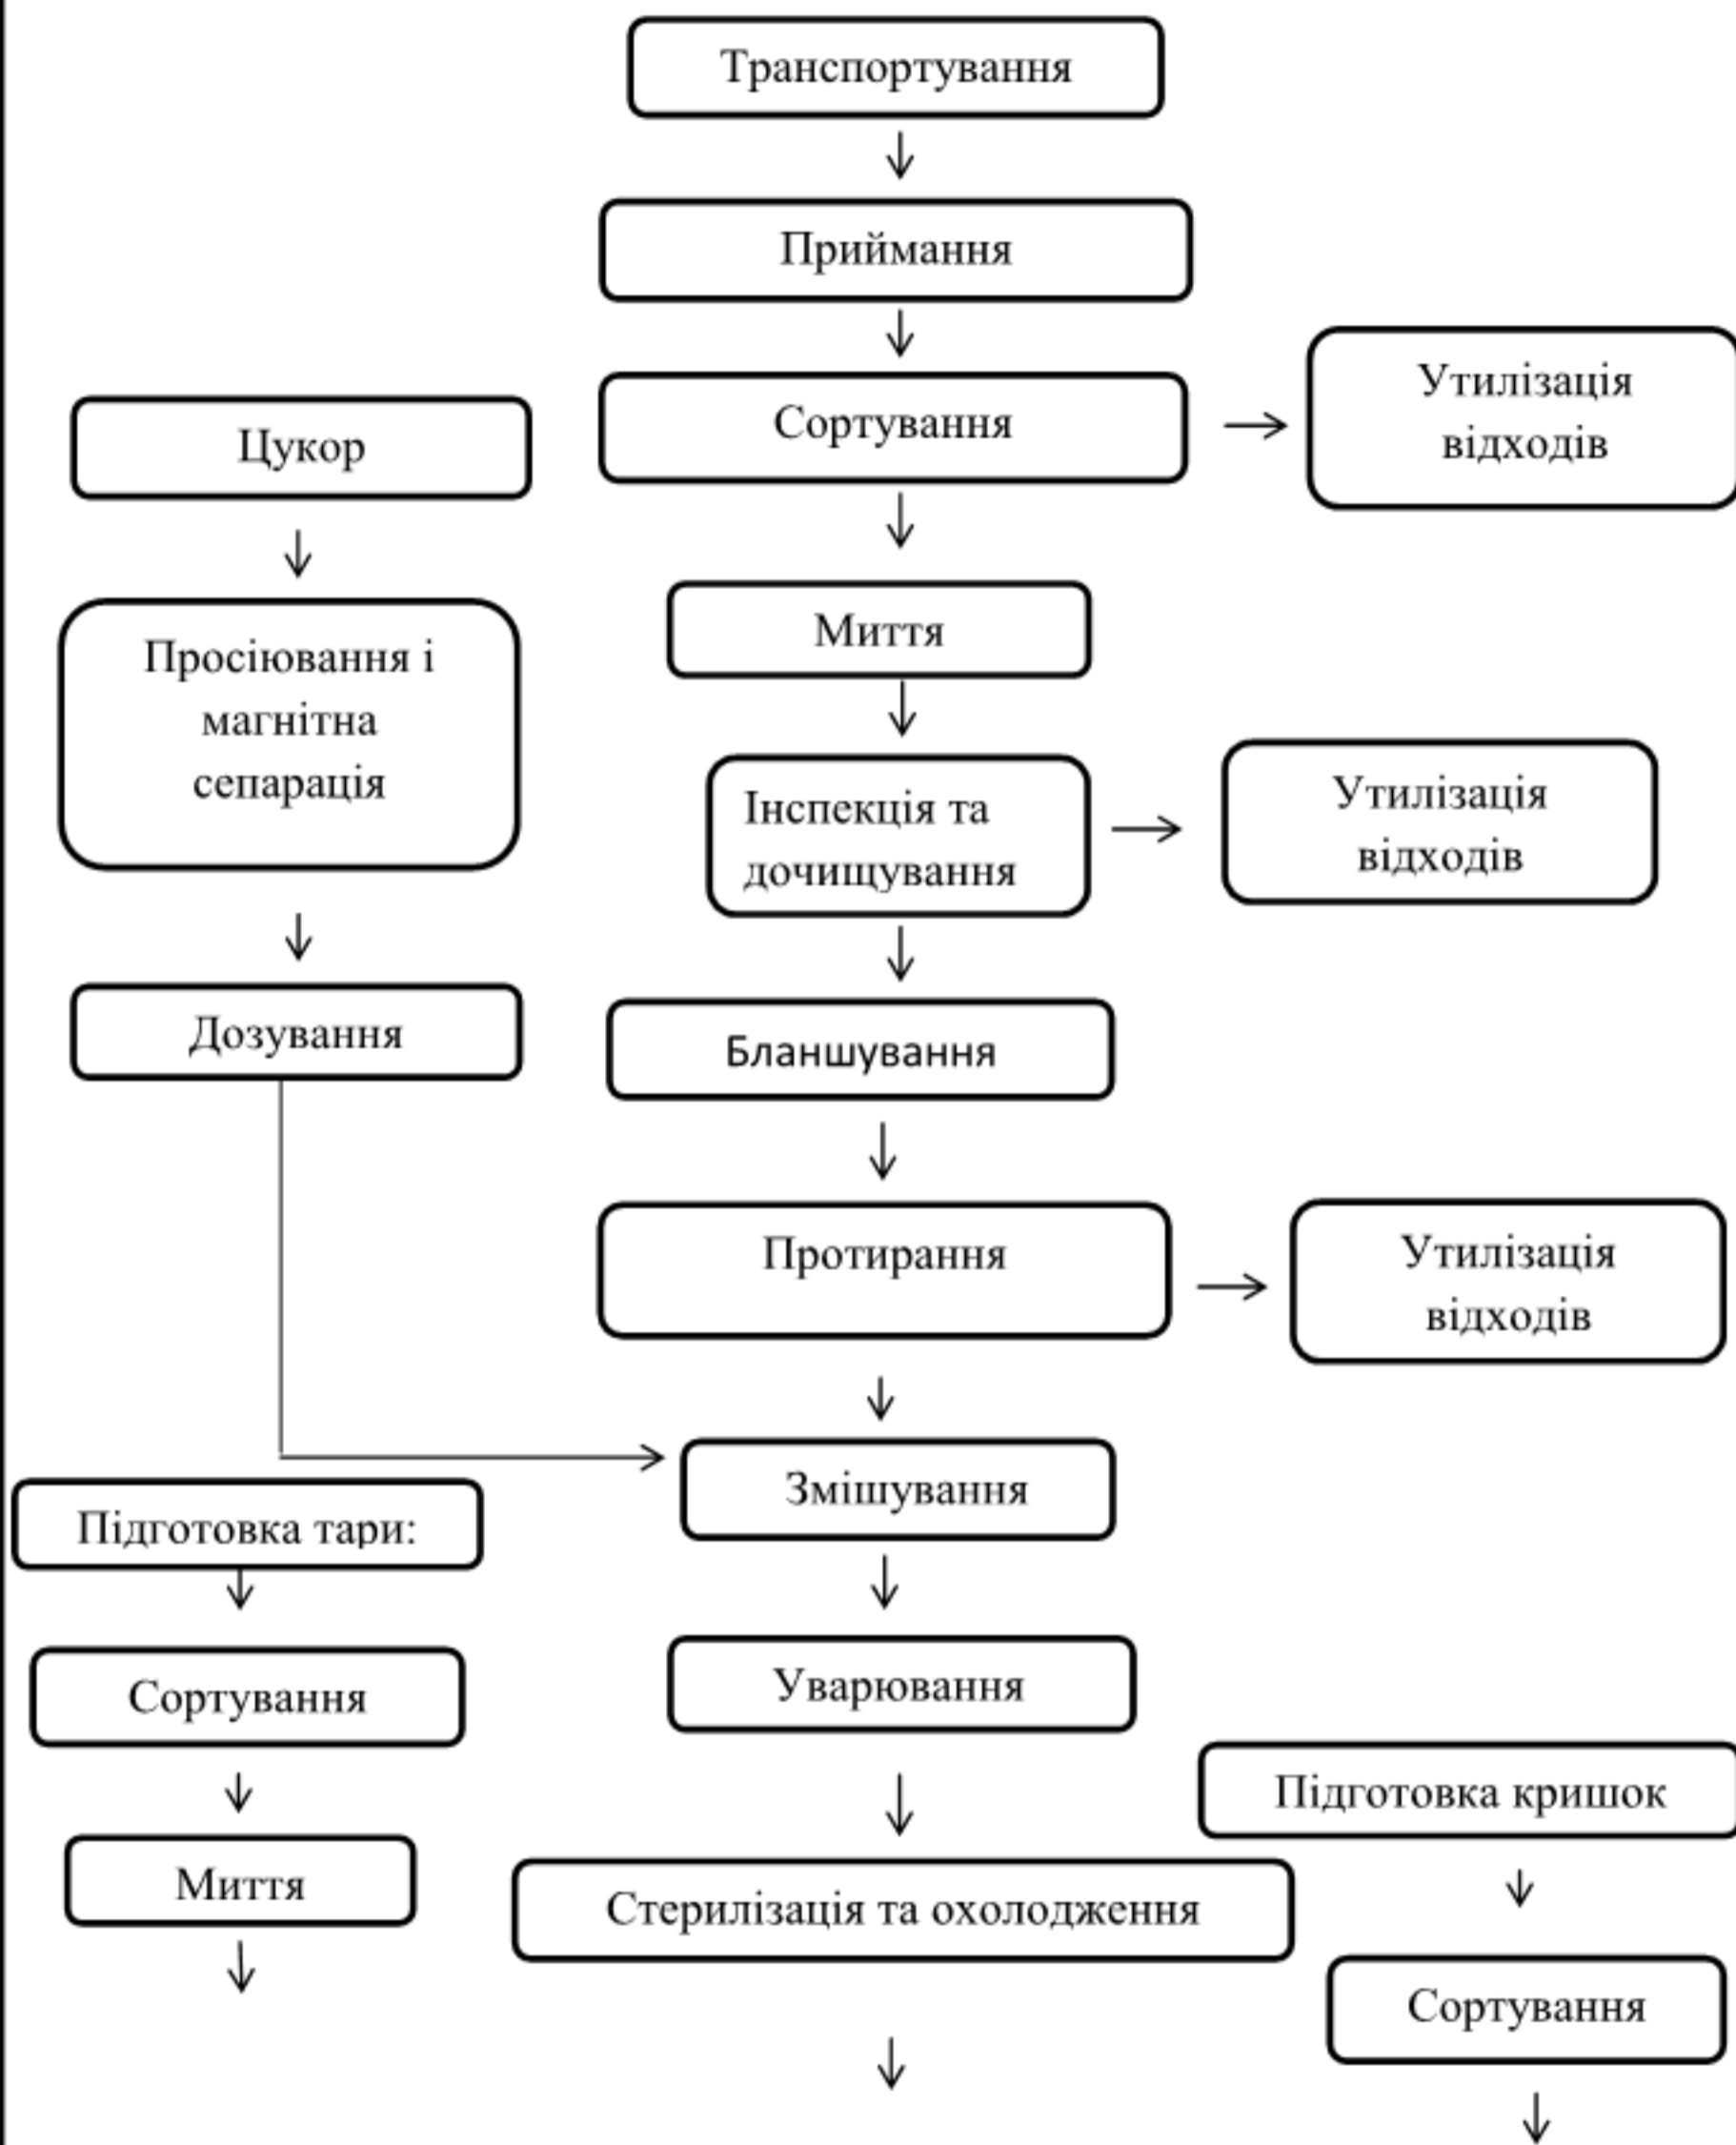 Транспортування
Приймання
Сортування
Утилізація
відходів
Цукор
Миття
Просіювання і
магнітна
сепарація
Інспекція та
дочищування
Утилізація
відходів
Дозування
Бланшування
Протирання
Утилізація
відходів
Змішування
Підготовка тари:
Сортування
Уварювання
Підготовка кришок
Миття
Стерилізація та охолодження
Сортування